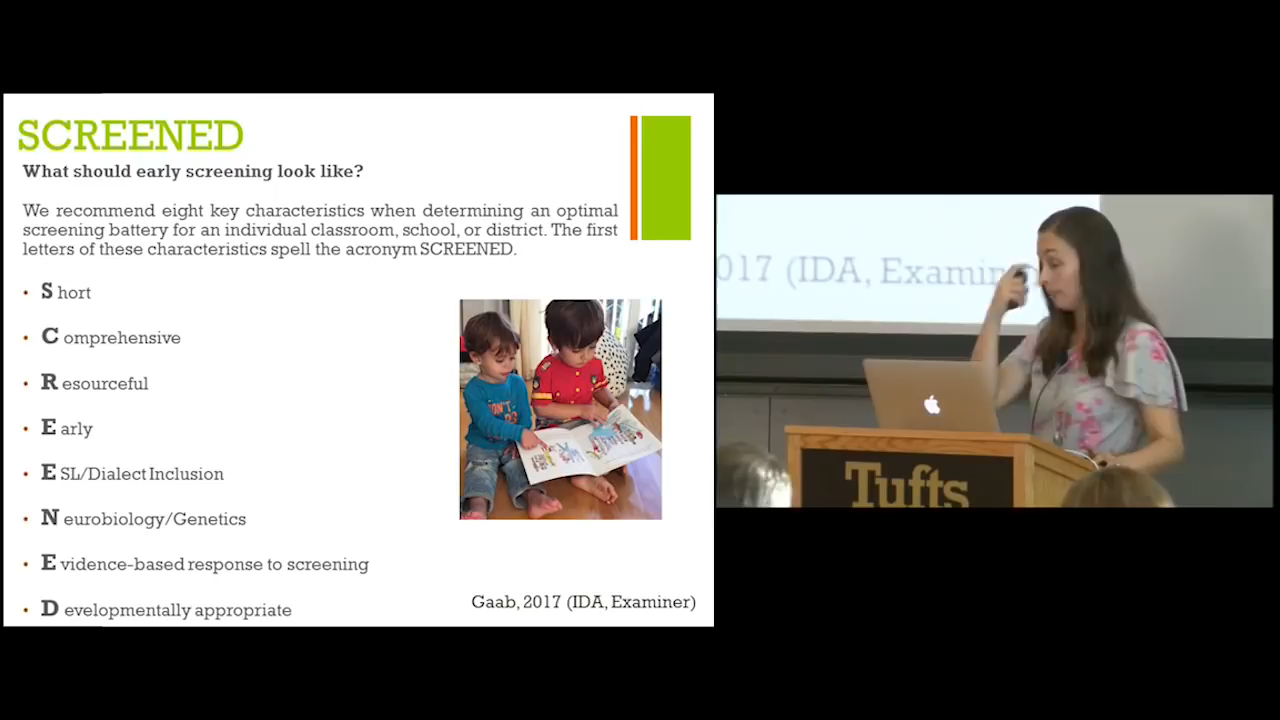 SCREENED
What should early screening look like?
We recommend eight key characteristics when determining an optimal
screening battery for an individual classroom, school, or district. The first
letters of these characteristics spell the acronym SCREENED.
• S hort
• C omprehensive
• R esourceful
• E arly
• E SL/Dialect Inclusion
• N eurobiology/Genetics
• E vidence-based response to screening
• D evelopmentally appropriate
Gaab, 2017 (IDA, Examiner)
017 (IDA, Examin
Tufts